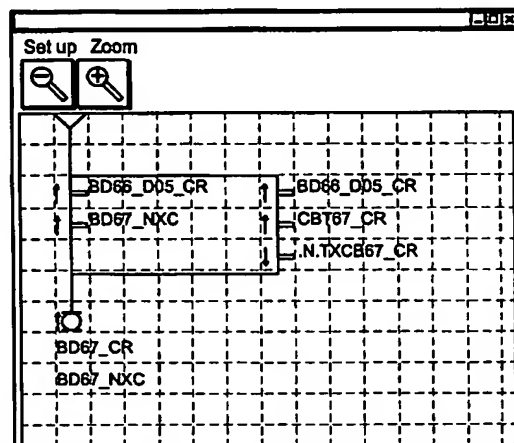 Set up Zoom
BD66_D05_CR BD66_D05_CR
BD67_NXC CBT67_CR
.N.TXCB67_CR
BD67_CR
BD67_NXC